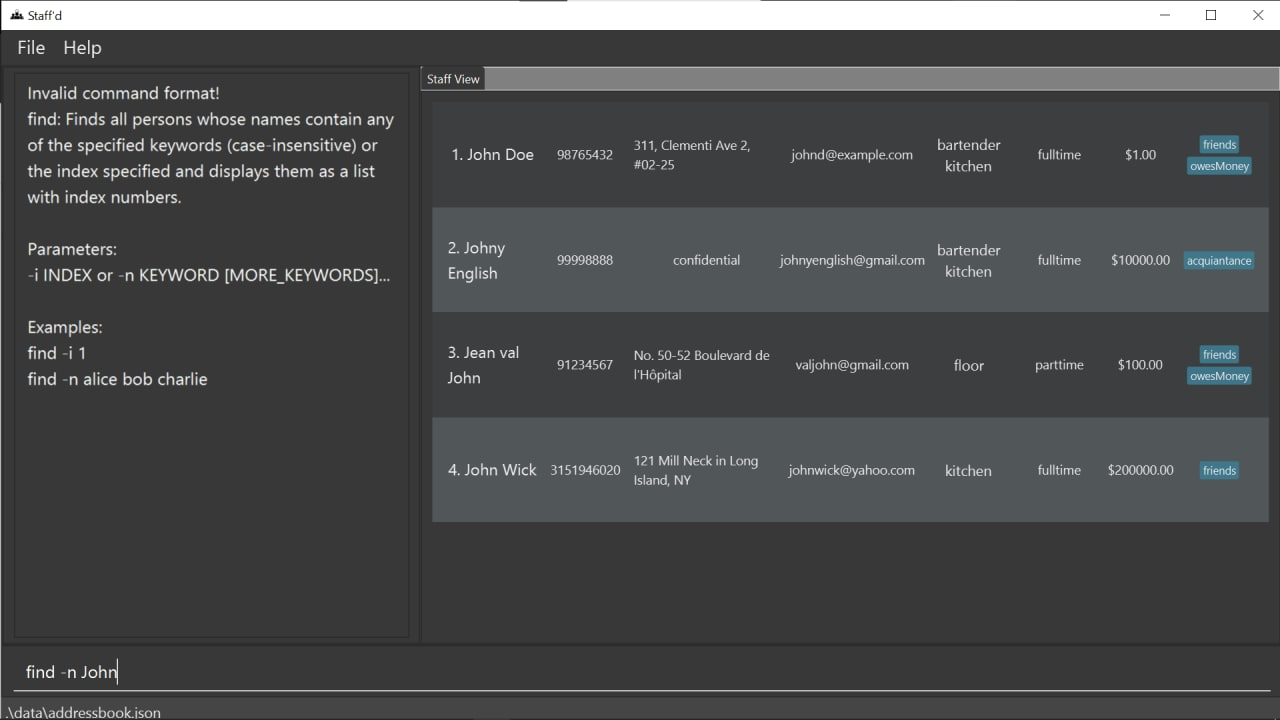 Staff'd
File Help
Invalid command format!
find: Finds all persons whose names contain any
of the specified keywords (case-insensitive) or
the index specified and displays them as a list
with index numbers.
Parameters:
-i INDEX or -n KEYWORD [MORE_KEYWORDS]...
Examples:
find -i 1
find -n alice bob charlie
Staff View
1. John Doe
98765432
311, Clementi Ave 2,
#02-25
johnd@example.com
bartender
kitchen
fulltime
$1.00
friends
owesMoney
2. Johny
English
99998888
confidential
johnyenglish@gmail.com
bartender
kitchen
fulltime
$10000.00
acquiantance
3. Jean val
John
91234567
No. 50-52 Boulevard de
l'Hôpital
valjohn@gmail.com
floor
parttime
$100.00
friends
owesMoney
4. John Wick
3151946020
121 Mill Neck in Long
Island, NY
johnwick@yahoo.com
kitchen
fulltime
$200000.00
friends
find -n John
.\data\addressbook.json